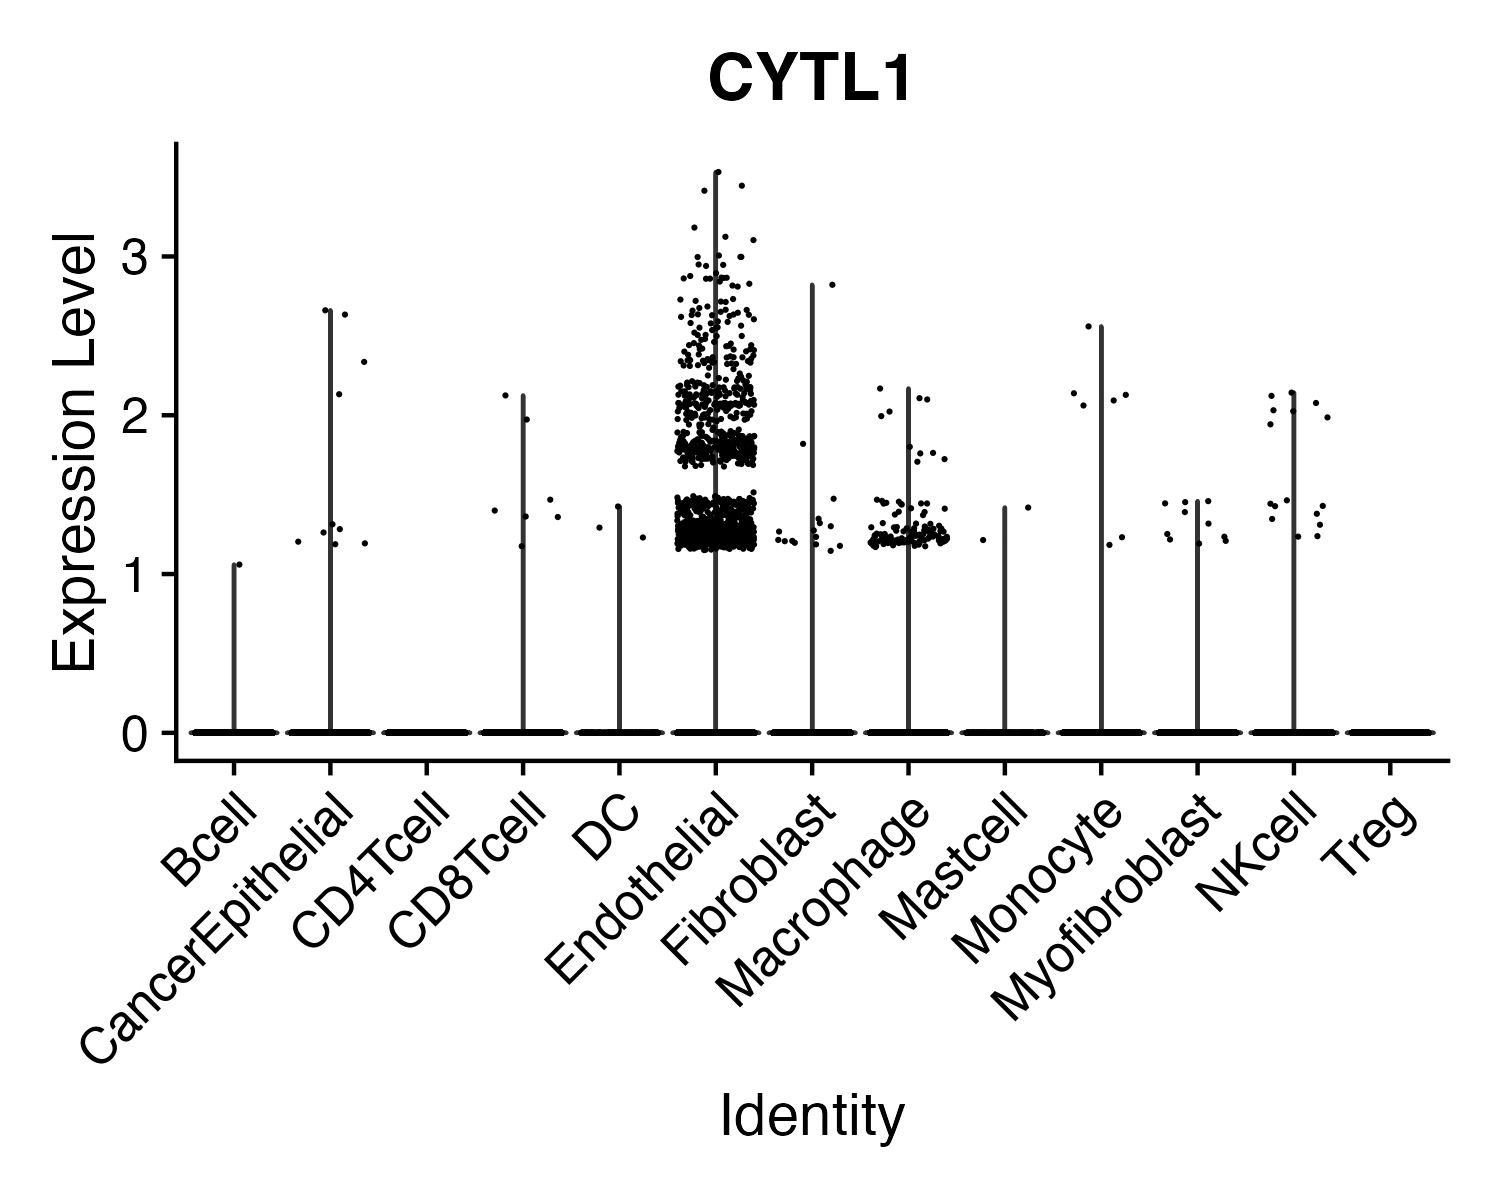 CYTL1
Expression Level
3
2
1
0
Bcell
CancerEpithelial
CD4Tcell
CD8Tcell
DC
Endothelial
Fibroblast
Macrophage
Mastcell
Monocyte
Myofibroblast
NKcell
Treg
Identity